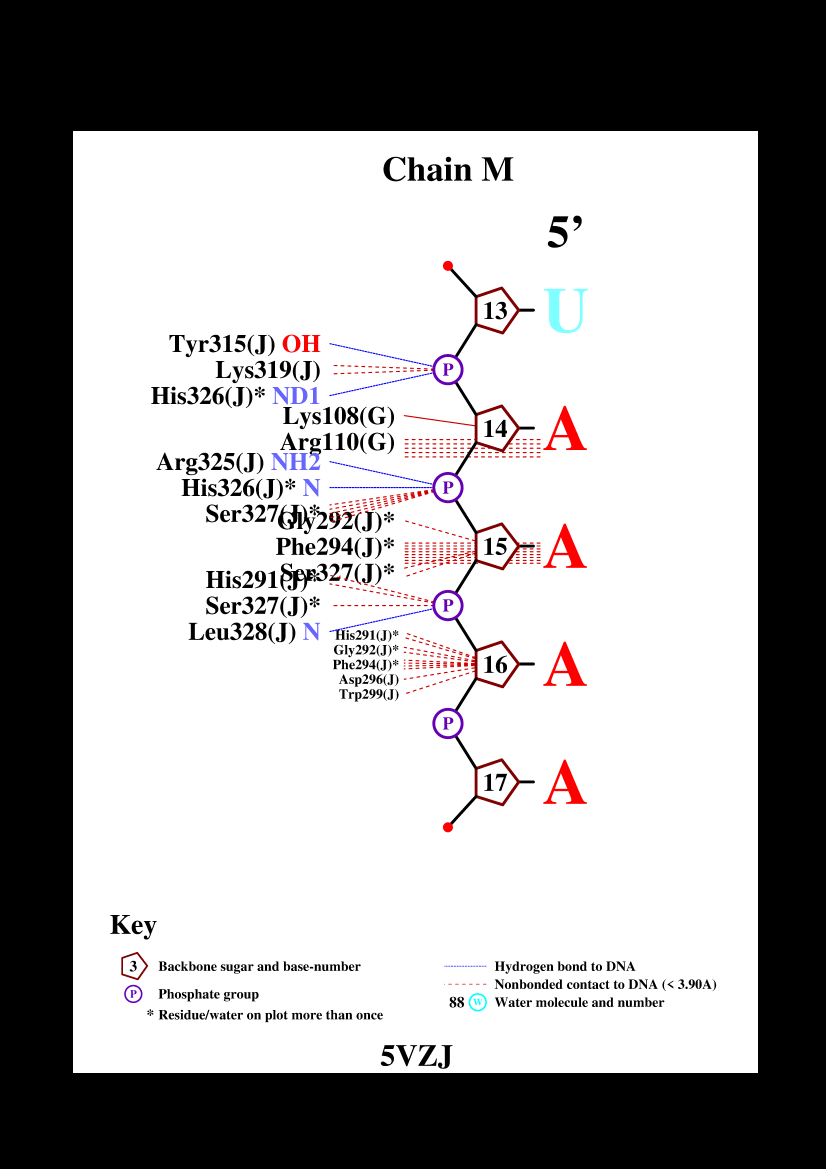 Chain M
5’
13 U
Tyr315(J) OH
P
Lys319(J)
His326(J)* ND1
Lys108(G)
14 A
Arg110(G)
Arg325(J) NH2
His326(J)* N
P
Ser327(J)*
Gly292(J)*
Phe294(J)*
15 A
Ser327(J)*
His291(J)*
Ser327(J)*
P
Leu328(J) N
His291(J)*
Gly292(J)*
Phe294(J)*
16 A
Asp296(J)
Trp299(J)
P
17 A
Key
3 Backbone sugar and base-number
P Phosphate group
* Residue/water on plot more than once
Hydrogen bond to DNA
Nonbonded contact to DNA (< 3.90A)
88 W Water molecule and number
5VZJ